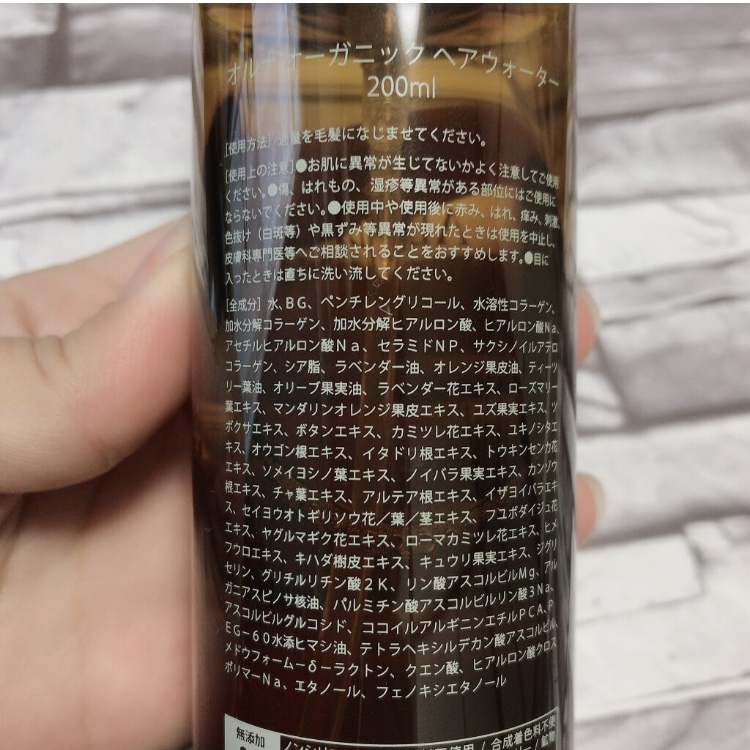 オルナ オーガニック ヘアウォーター
200ml
[使用方法]適量を毛髪になじませてください。
[使用上の注意]●お肌に異常が生じてないかよく注意してご使用
ください。●傷、はれもの、湿疹等異常がある部位にはご使用に
ならないでください。●使用中や使用後に赤み、はれ、痒み、刺激、
色抜け(白斑等)や黒ずみ等異常が現れたときは使用を中止し、
皮膚科専門医等へご相談されることをおすすめします。●目に
入ったときは直ちに洗い流してください。
[全成分]水、BG、ペンチレングリコール、水溶性コラーゲン、
加水分解コラーゲン、加水分解ヒアルロン酸、ヒアルロン酸Na、
アセチルヒアルロン酸Na、セラミドNP、サクシノイルアテロ
コラーゲン、シア脂、ラベンダー油、オレンジ果皮油、ティーツ
リー葉油、オリーブ果実油、ラベンダー花エキス、ローズマリー
葉エキス、マンダリンオレンジ果皮エキス、ユズ果実エキス、ツ
ボクサエキス、ボタンエキス、カミツレ花エキス、ユキノシタエ
キス、オウゴン根エキス、イタドリ根エキス、トウキンセンカ花
エキス、ソメイヨシノ葉エキス、ノイバラ果実エキス、カンゾウ
根エキス、チャ葉エキス、アルテア根エキス、イザヨイバラエキ
ス、セイヨウオトギリソウ花/葉/茎エキス、フユボダイジュ花
エキス、ヤグルマギク花エキス、ローマカミツレ花エキス、ヒメ
フウロエキス、キハダ樹皮エキス、キュウリ果実エキス、ジグリ
セリン、グリチルリチン酸2K、リン酸アスコルビルMg、アル
ガニアスピノサ核油、パルミチン酸アスコルビルリン酸3Na、
アスコルビルグルコシド、ココイルアルギニンエチルPCA、P
EG-60水添ヒマシ油、テトラヘキシルデカン酸アスコルビル、
メドウフォーム-δ-ラクトン、クエン酸、ヒアルロン酸クロス
ポリマーNa、エタノール、フェノキシエタノール
無添加
使用 / 合成着色料不使